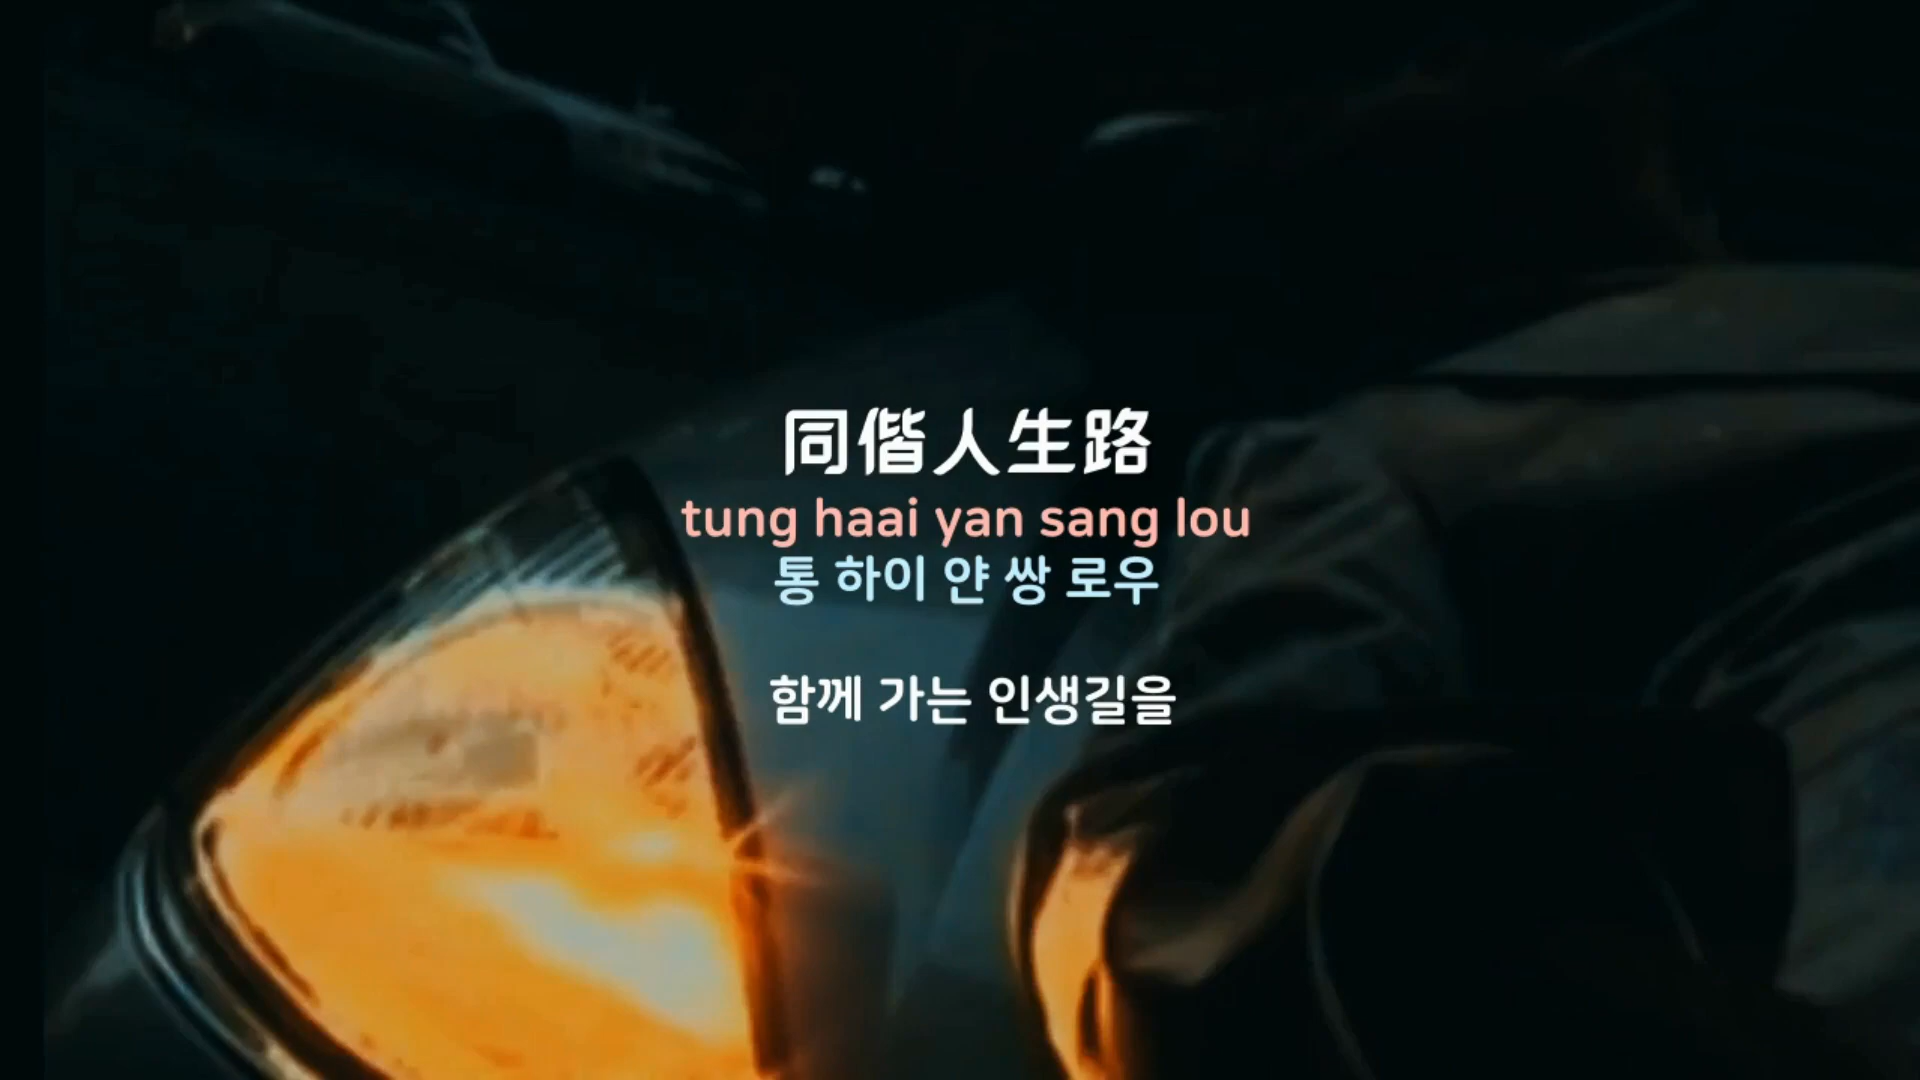 同偕人生路
tung haai yan sang lou
통 하이 얀 쌍 로우
함께 가는 인생길을